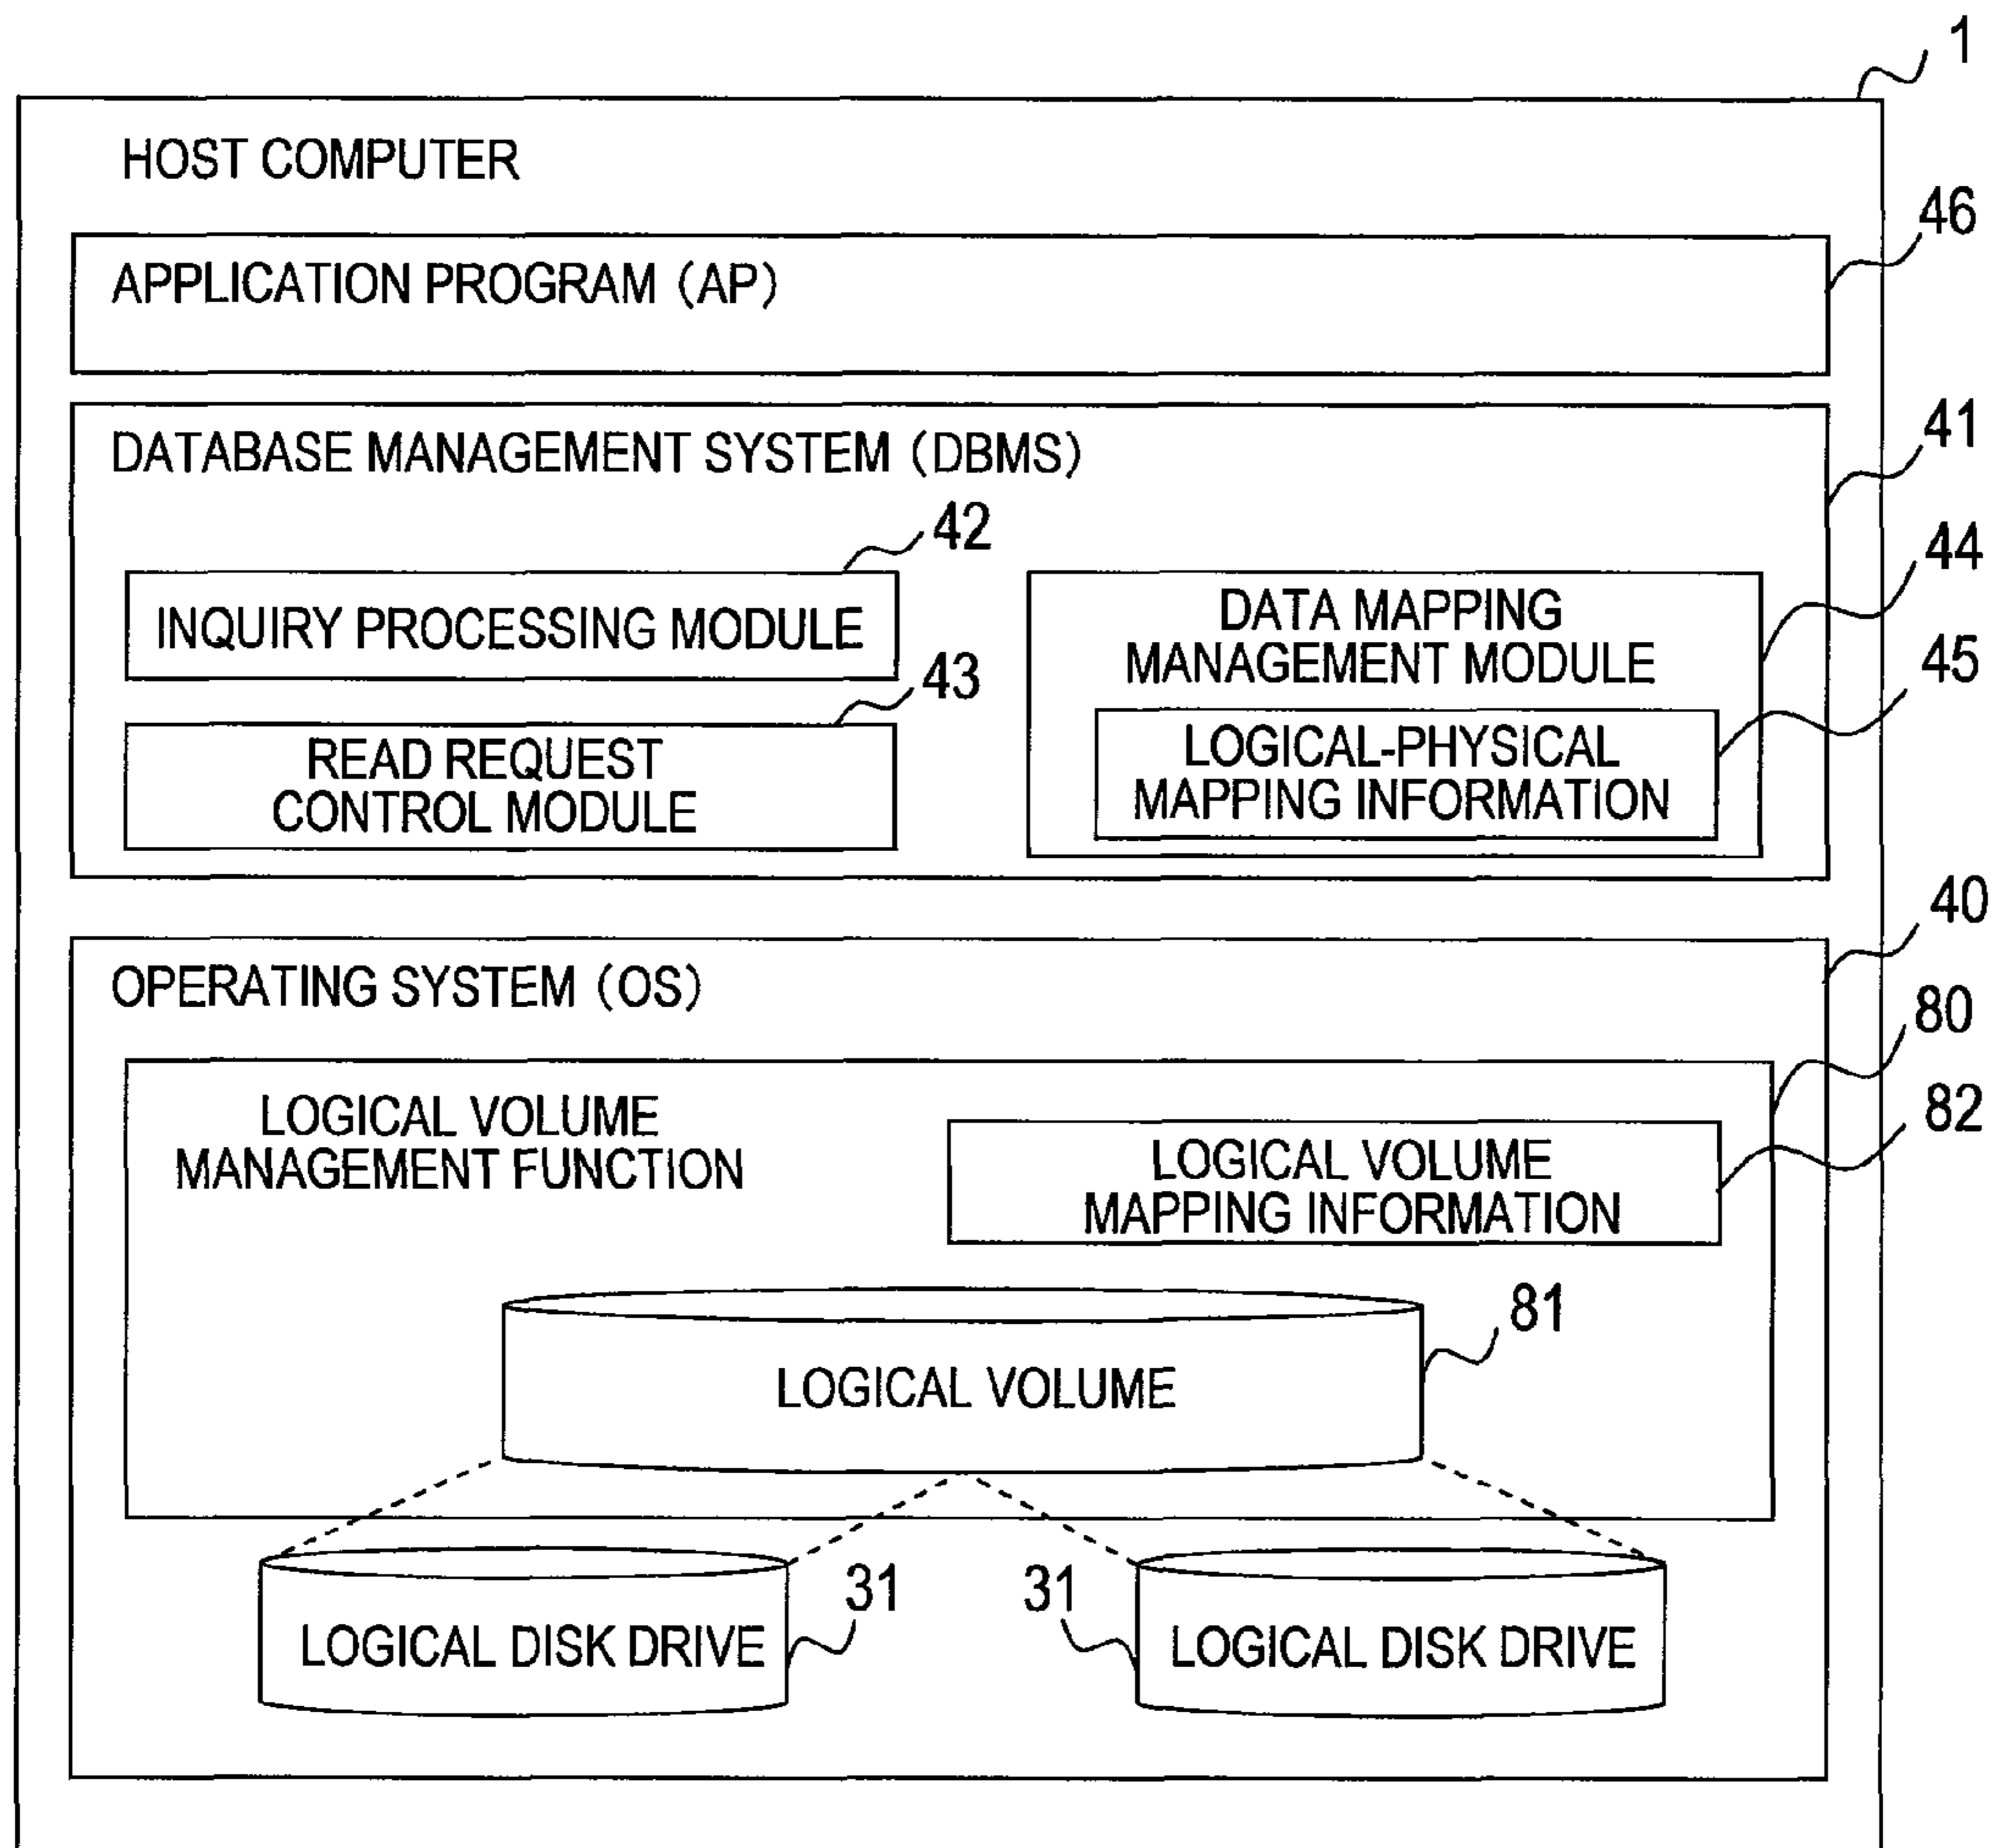 1
HOST COMPUTER
46
APPLICATION PROGRAM (AP)
41
DATABASE MANAGEMENT SYSTEM (DBMS)
42
44
INQUIRY PROCESSING MODULE
DATA MAPPING
MANAGEMENT MODULE
43
45
READ REQUEST
CONTROL MODULE
LOGICAL-PHYSICAL
MAPPING INFORMATION
40
OPERATING SYSTEM (OS)
80
LOGICAL VOLUME
MANAGEMENT FUNCTION
82
LOGICAL VOLUME
MAPPING INFORMATION
81
LOGICAL VOLUME
31
31
LOGICAL DISK DRIVE
LOGICAL DISK DRIVE